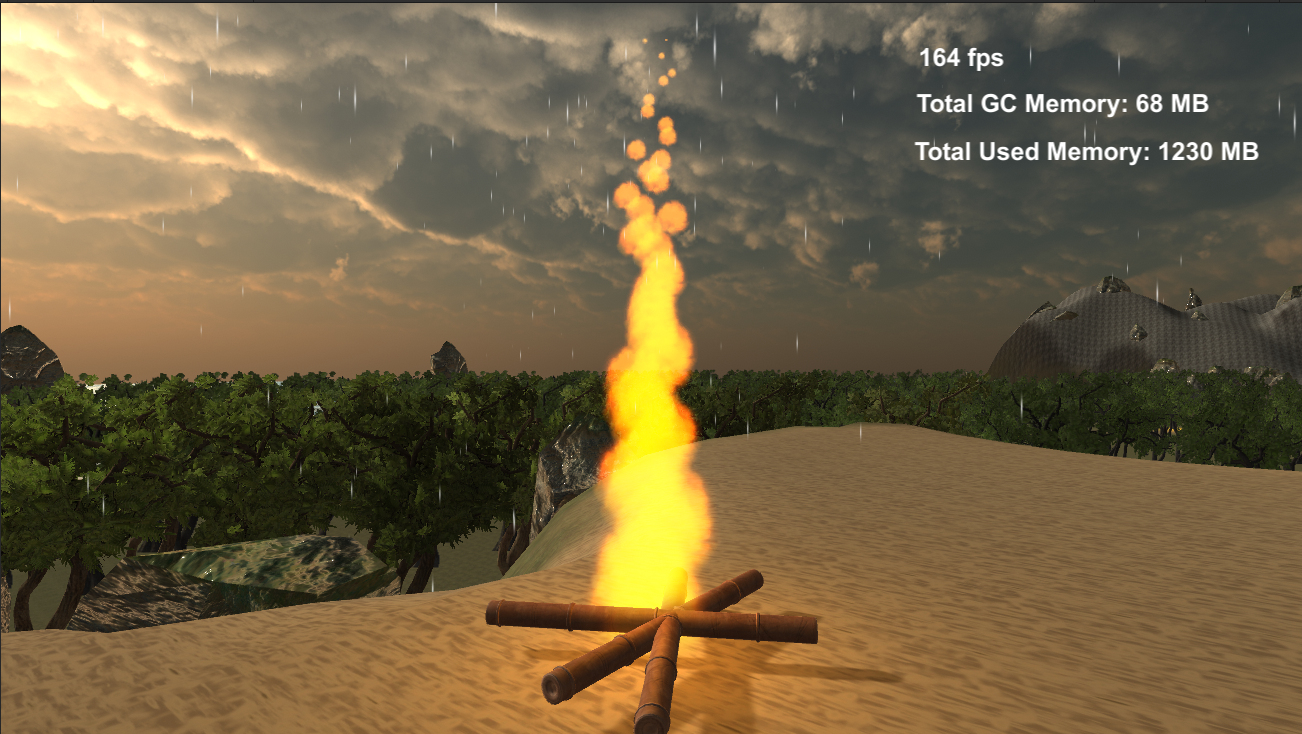 164 fps
Total GC Memory: 68 MB
Total Used Memory: 1230 MB